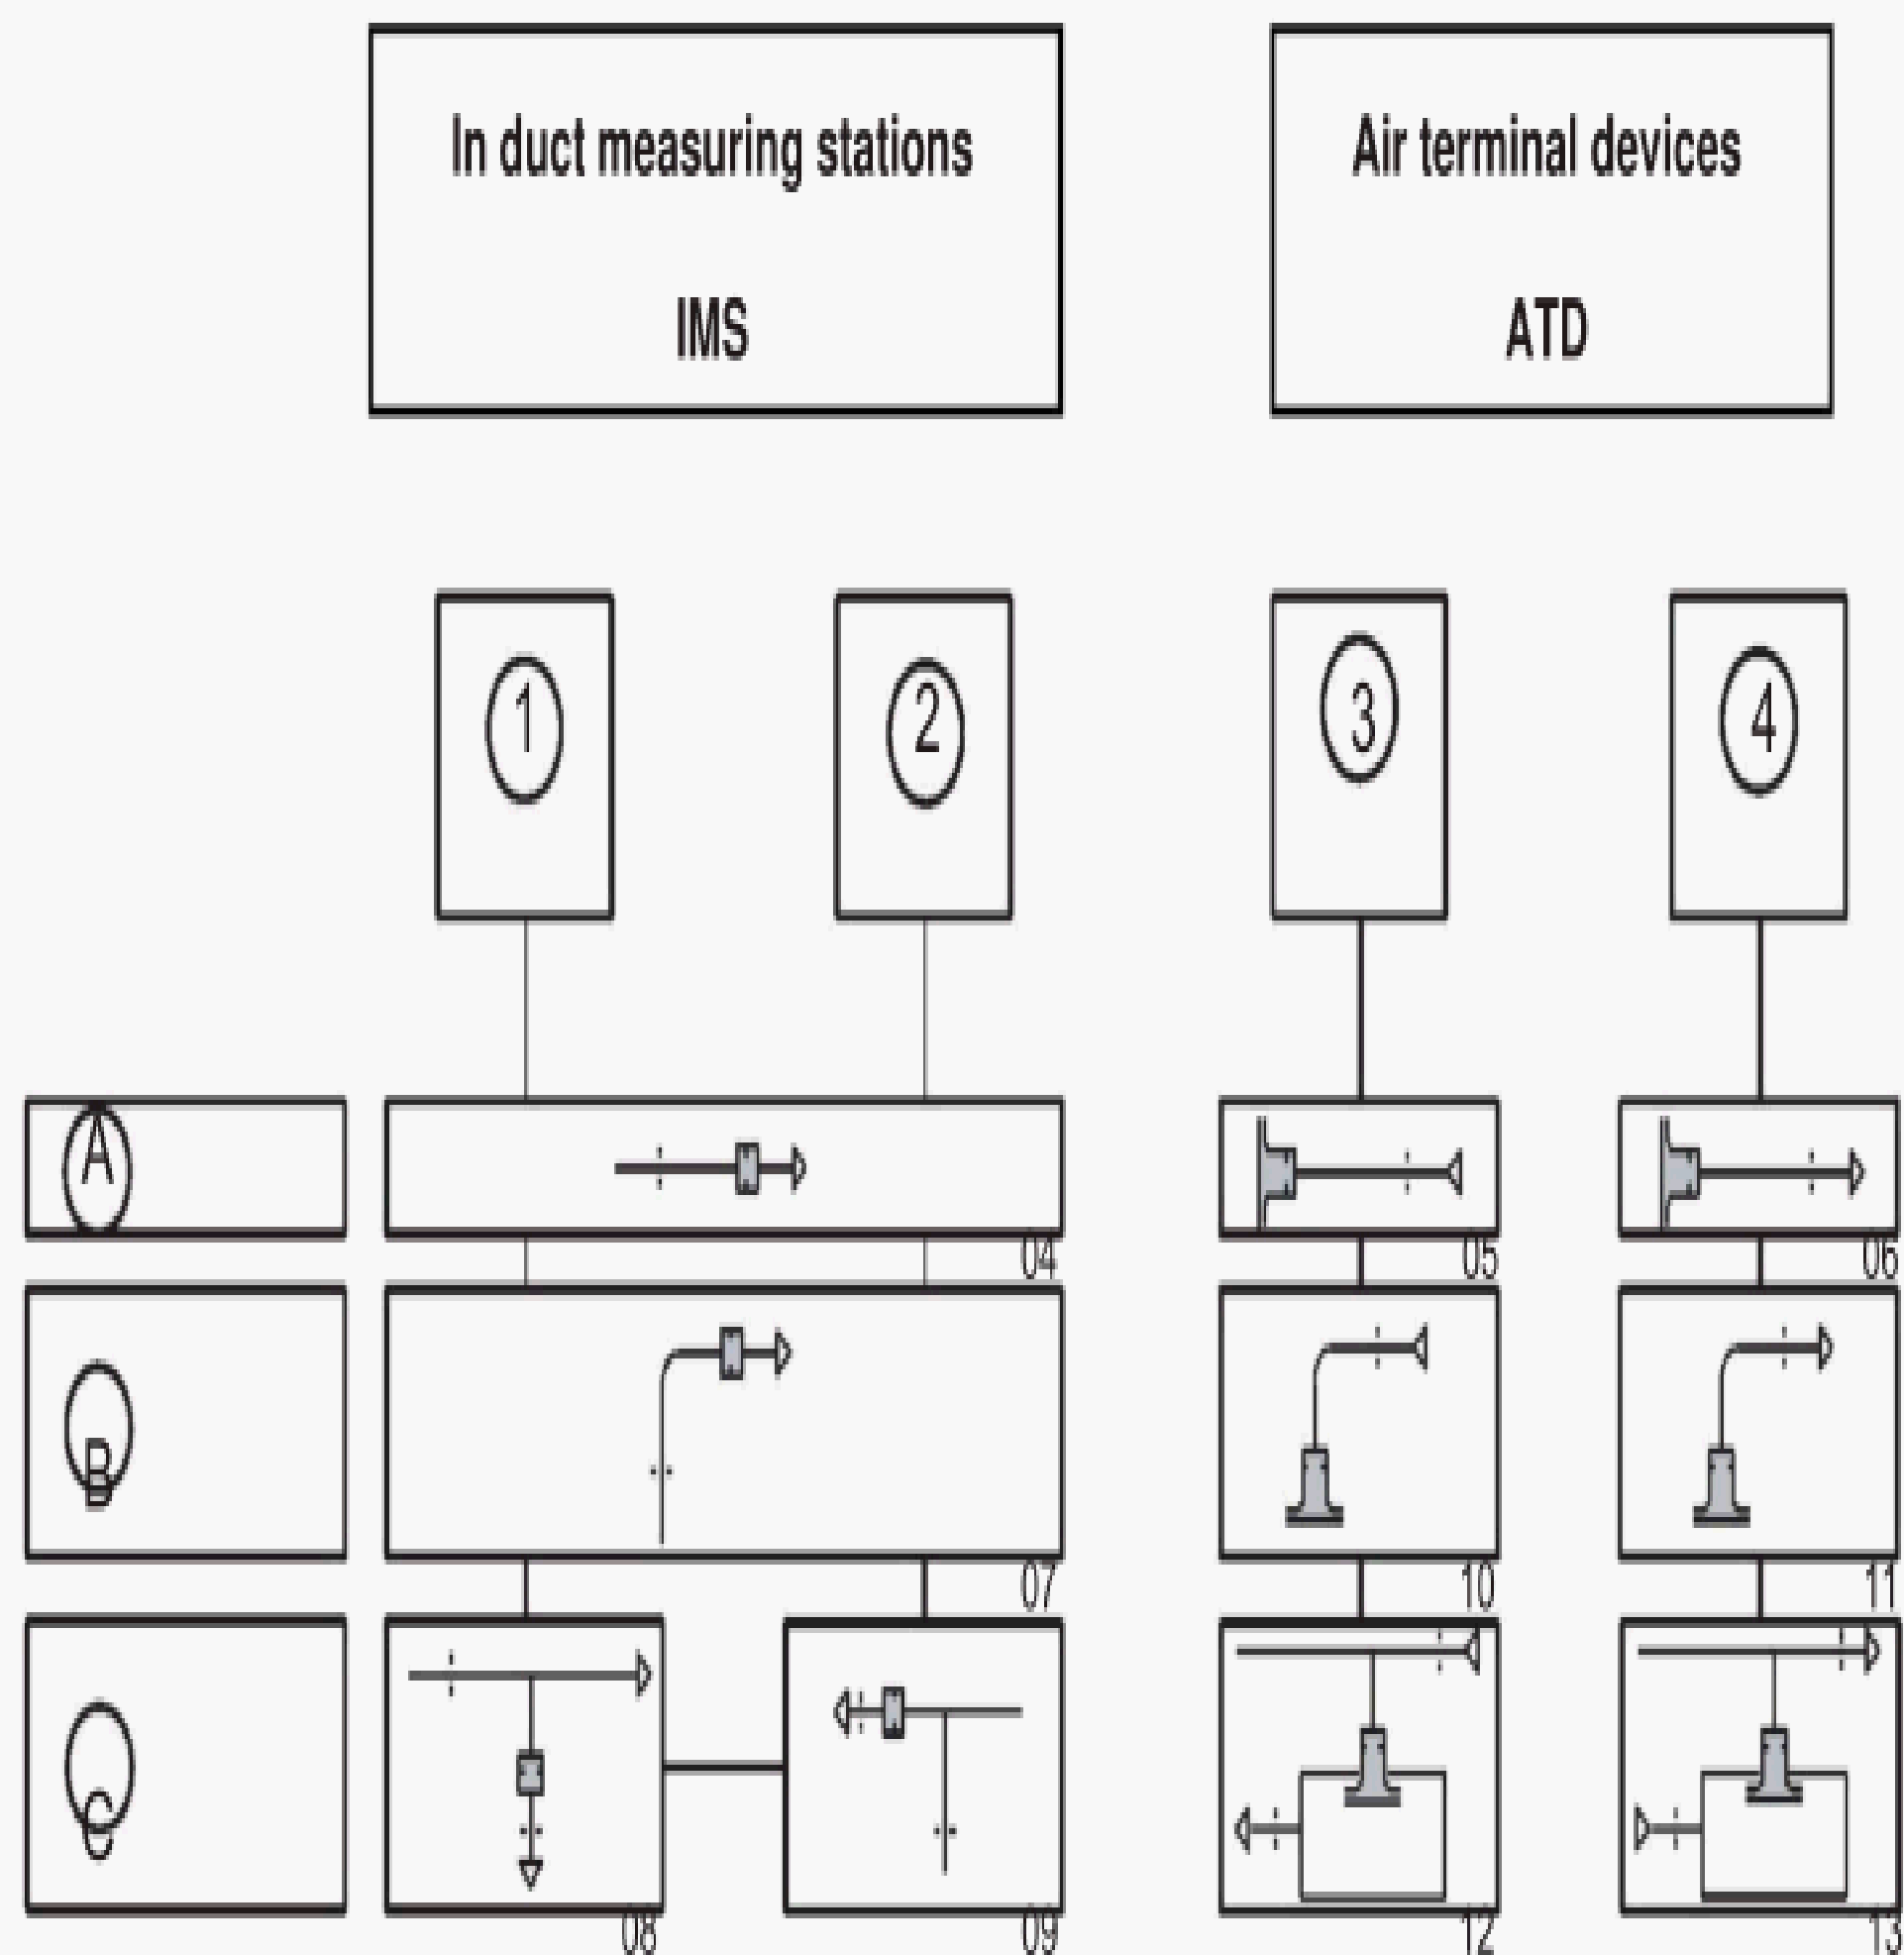 In duct measuring stations
IMS
Air terminal devices
ATD
1
2
3
4
A
04
05
06
B
07
10
11
C
08
09
12
13